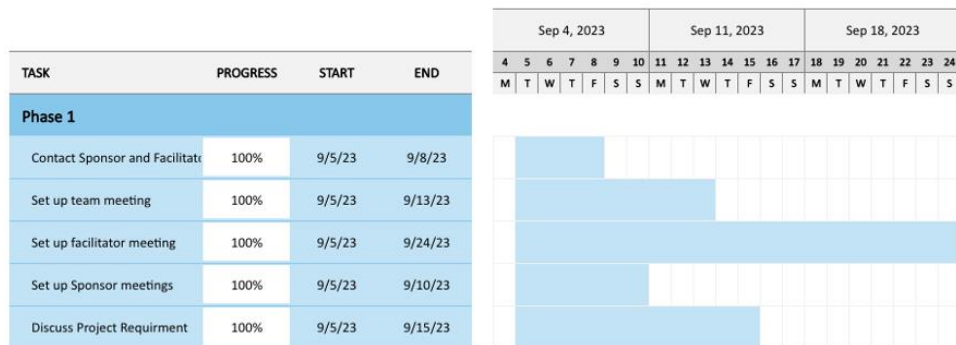 Sep 4, 2023 Sep 11, 2023 Sep 18, 2023
4 5 6 7 8 9 10 11 12 13 14 15 16 17 18 19 20 21 22 23 24
TASK PROGRESS START END
M T W T F S S M T W T F S S M T W T F S S
Phase 1
Contact Sponsor and Facilitato 100% 9/5/23 9/8/23
Set up team meeting 100% 9/5/23 9/13/23
Set up facilitator meeting 100% 9/5/23 9/24/23
Set up Sponsor meetings 100% 9/5/23 9/10/23
Discuss Project Requirment 100% 9/5/23 9/15/23